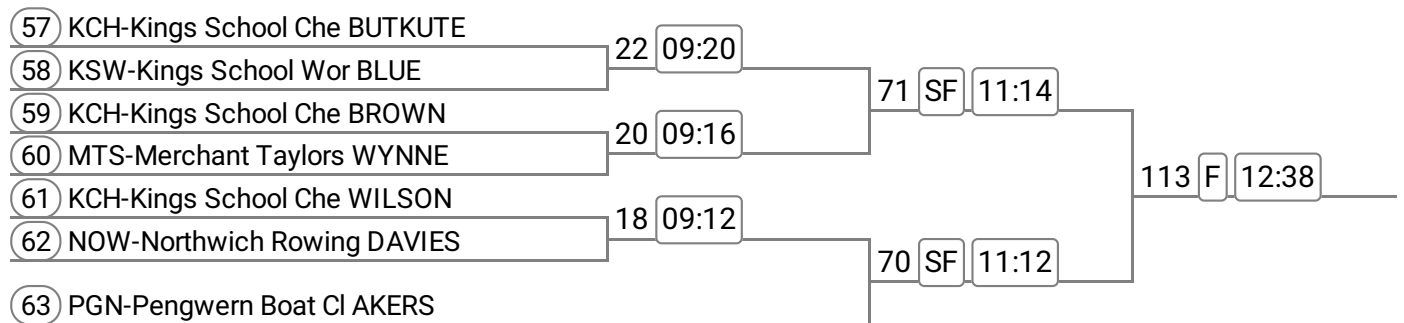 57 KCH-Kings School Che BUTKUTE
22 09:20
58 KSW-Kings School Wor BLUE
71 SF 11:14
59 KCH-Kings School Che BROWN
20 09:16
60 MTS-Merchant Taylors WYNNE
113 F 12:38
61 KCH-Kings School Che WILSON
18 09:12
62 NOW-Northwich Rowing DAVIES
70 SF 11:12
63 PGN-Pengwern Boat Cl AKERS